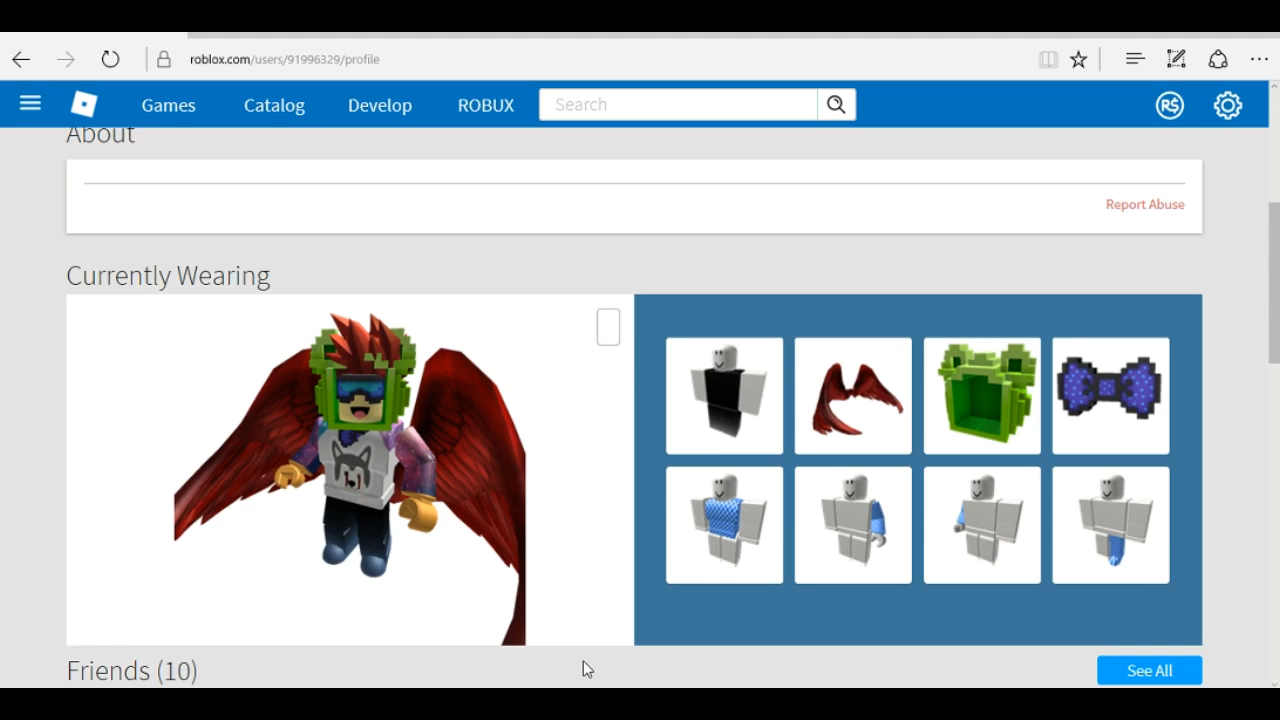 roblox.com/users/91996329/profile
Games Catalog Develop ROBUX Search R$
About
Report Abuse
Currently Wearing
Friends (10)
See All